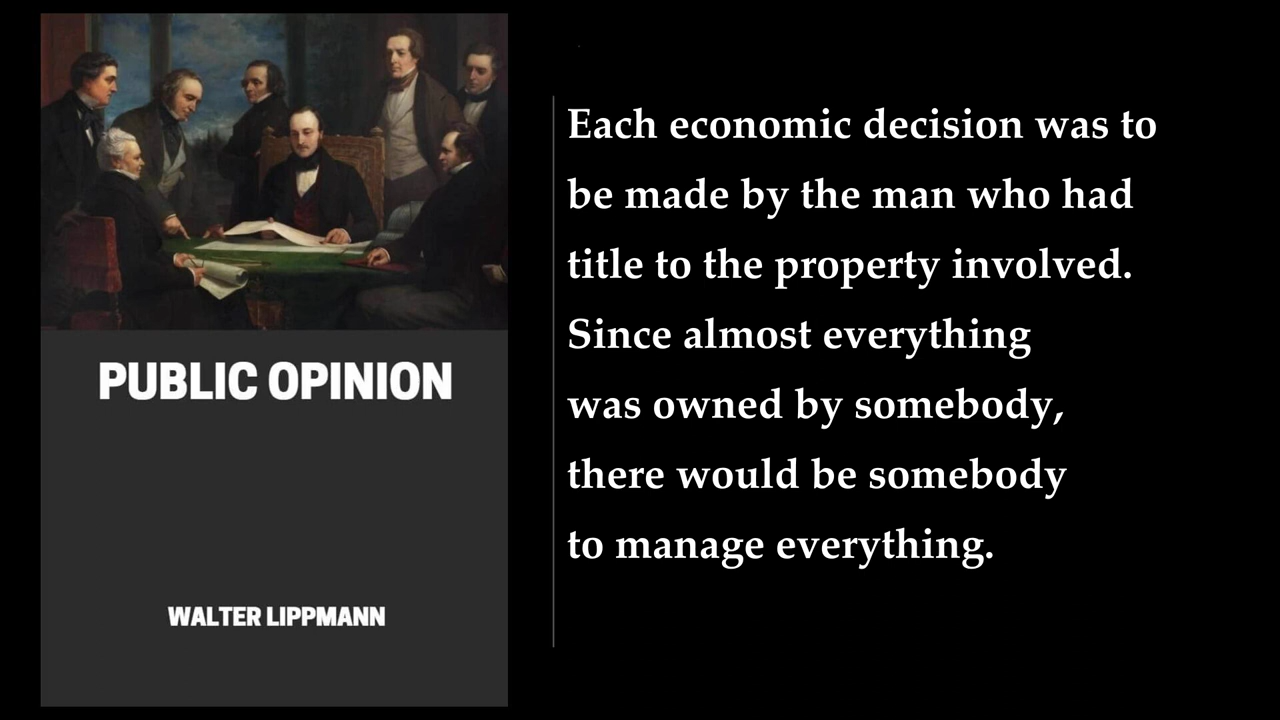 PUBLIC OPINION
WALTER LIPPMANN
Each economic decision was to
be made by the man who had
title to the property involved.
Since almost everything
was owned by somebody,
there would be somebody
to manage everything.